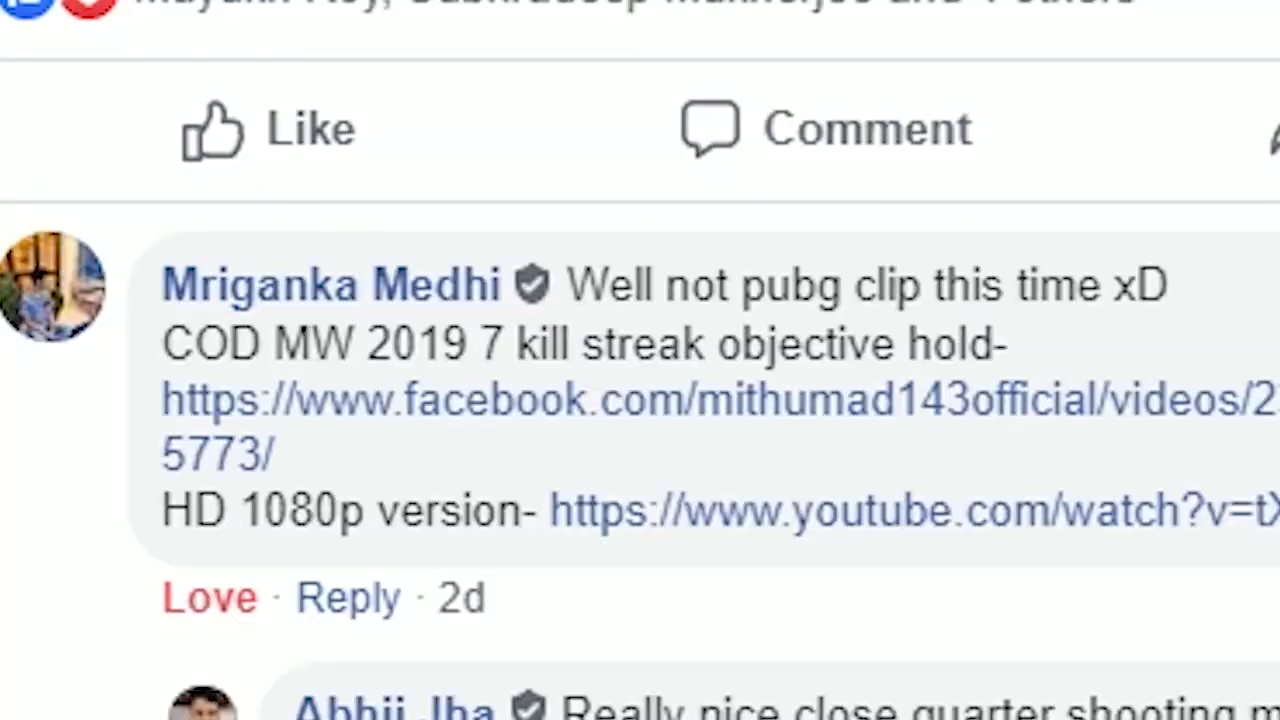 Like
Comment
Mriganka Medhi Well not pubg clip this time xD
COD MW 2019 7 kill streak objective hold-
https://www.facebook.com/mithumad143official/videos/2
5773/
HD 1080p version- https://www.youtube.com/watch?v=tX
Love · Reply · 2d
Abhij Jha Really nice close quarter shooting